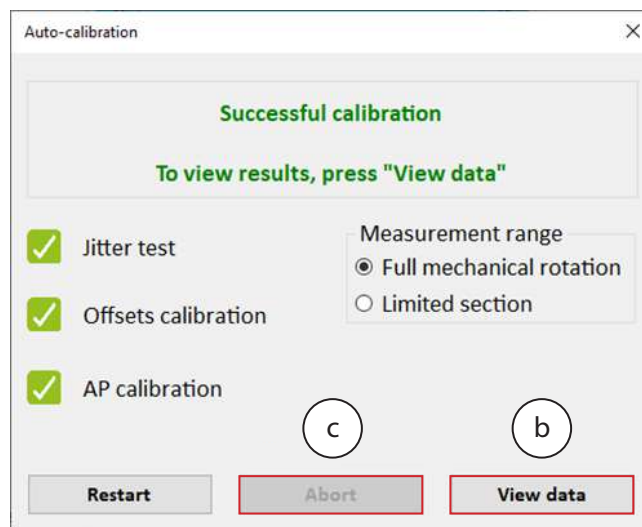 Auto-calibration
Successful calibration
To view results, press "View data"
Jitter test
Offsets calibration
AP calibration
Measurement range
Full mechanical rotation
Limited section
c
b
Restart
Abort
View data